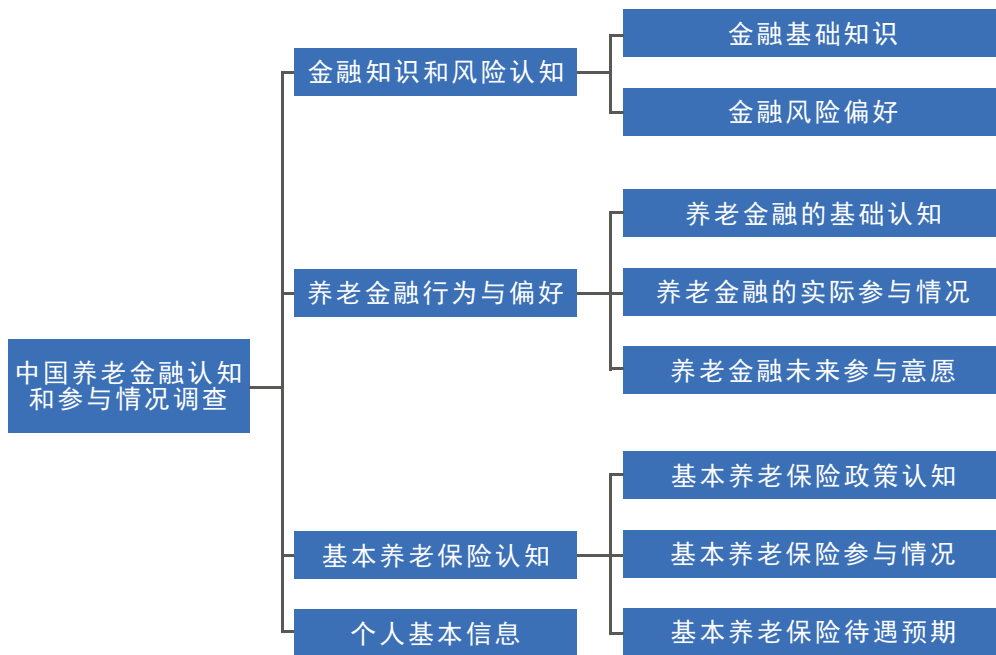 中国养老金融认知
和参与情况调查
金融知识和风险认知
金融基础知识
金融风险偏好
养老金融行为与偏好
养老金融的基础认知
养老金融的实际参与情况
养老金融未来参与意愿
基本养老保险认知
基本养老保险政策认知
基本养老保险参与情况
基本养老保险待遇预期
个人基本信息